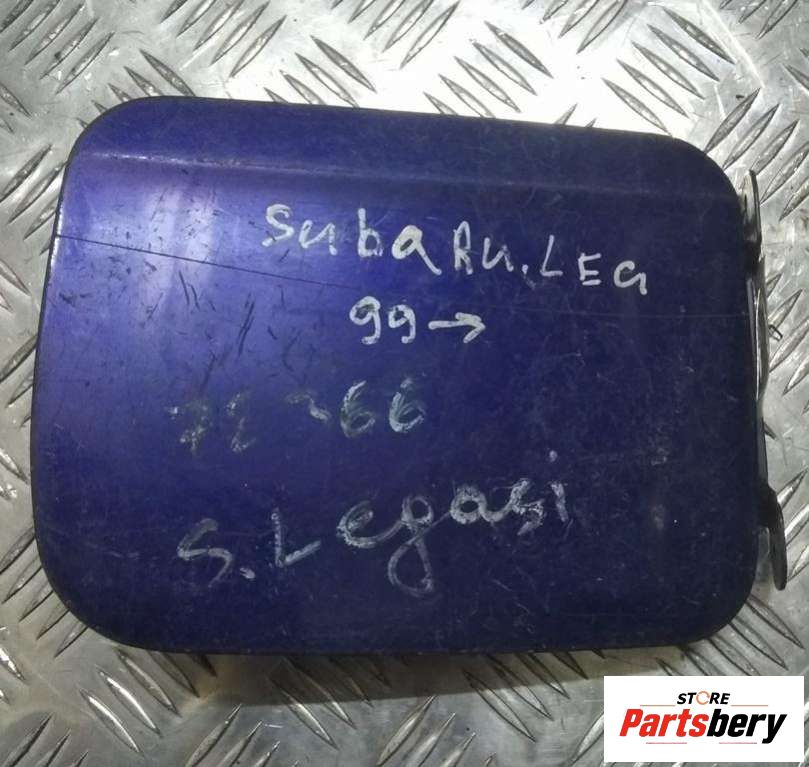 Subaru.LEG
99→
S.Legasi
STORE
Partsbery